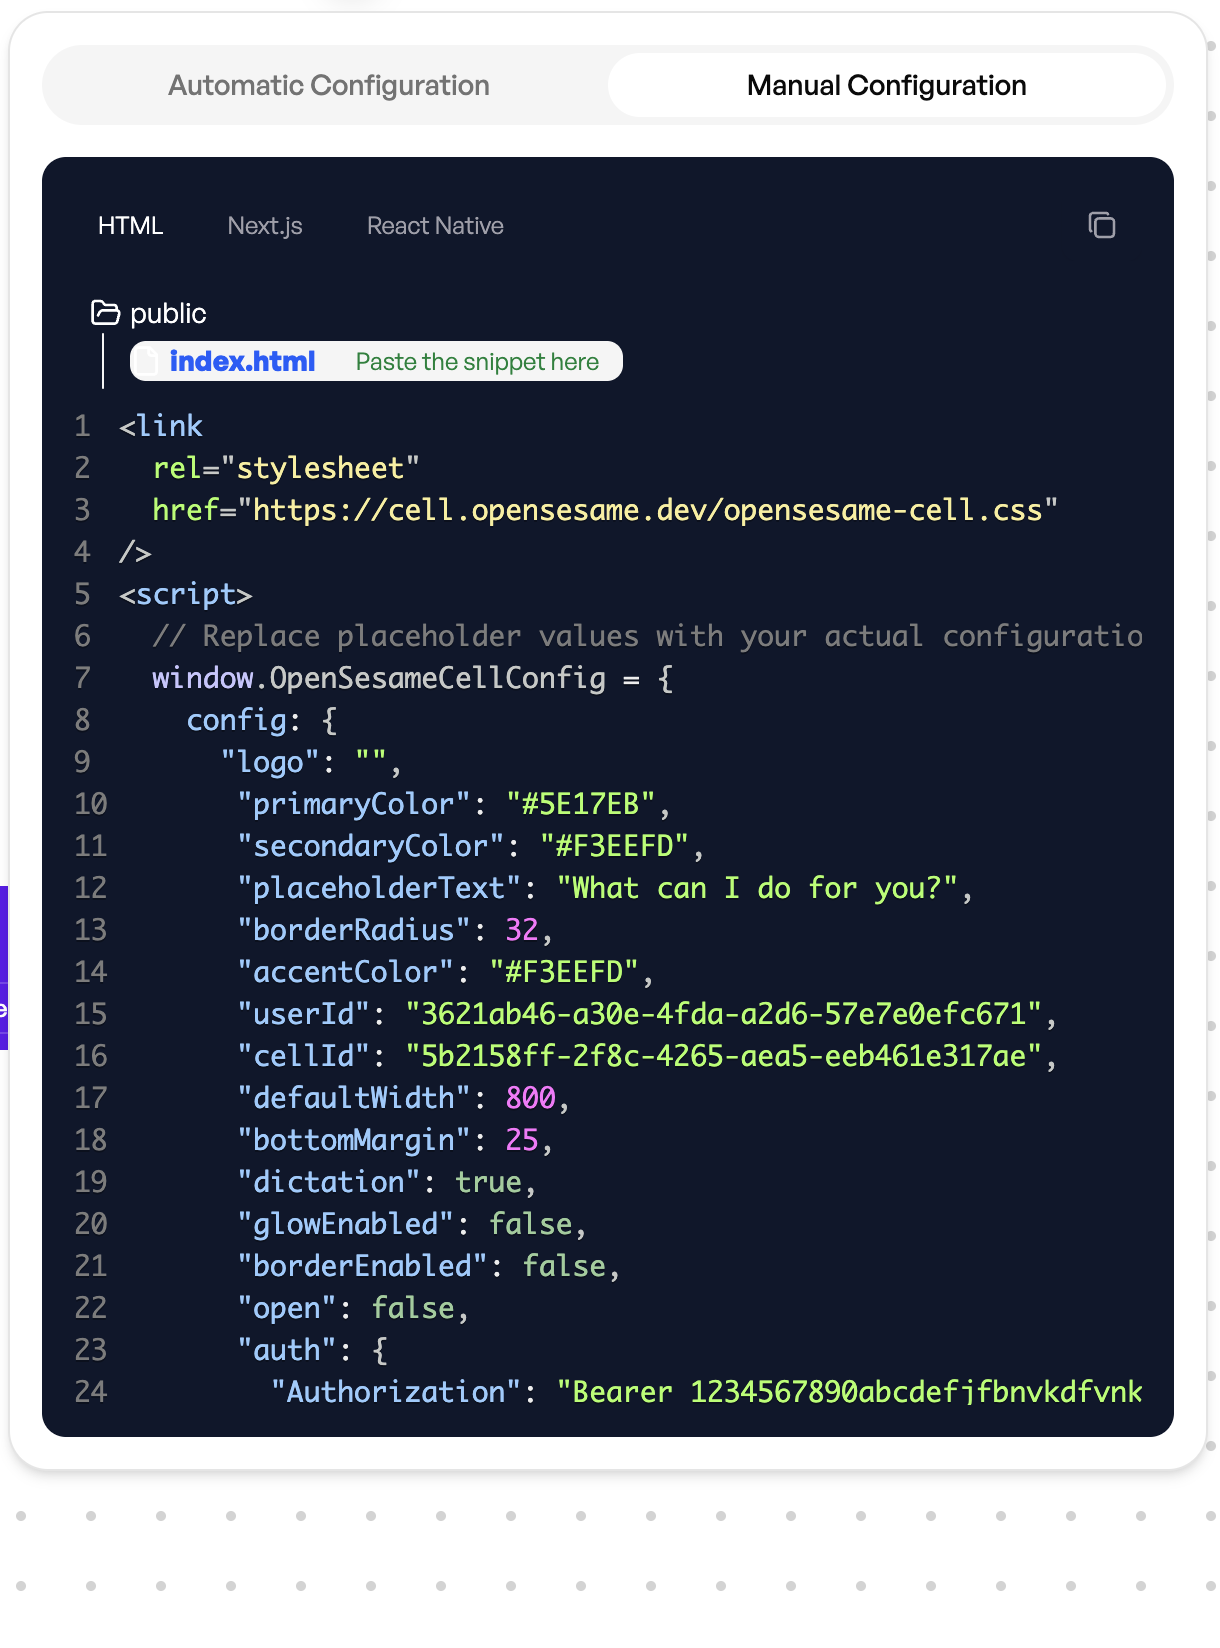 Automatic Configuration Manual Configuration
HTML Next.js React Native
public
index.html Paste the snippet here
1 <link
2 rel="stylesheet"
3 href="https://cell.opensesame.dev/opensesame-cell.css"
4 />
5 <script>
6 // Replace placeholder values with your actual configuratio
7 window.OpenSesameCellConfig = {
8 config: {
9 "logo": "",
10 "primaryColor": "#5E17EB",
11 "secondaryColor": "#F3EEFD",
12 "placeholderText": "What can I do for you?",
13 "borderRadius": 32,
14 "accentColor": "#F3EEFD",
15 "userId": "3621ab46-a30e-4fda-a2d6-57e7e0efc671",
16 "cellId": "5b2158ff-2f8c-4265-aea5-eeb461e317ae",
17 "defaultWidth": 800,
18 "bottomMargin": 25,
19 "dictation": true,
20 "glowEnabled": false,
21 "borderEnabled": false,
22 "open": false,
23 "auth": {
24 "Authorization": "Bearer 1234567890abcdefjfbnvkdfvnk